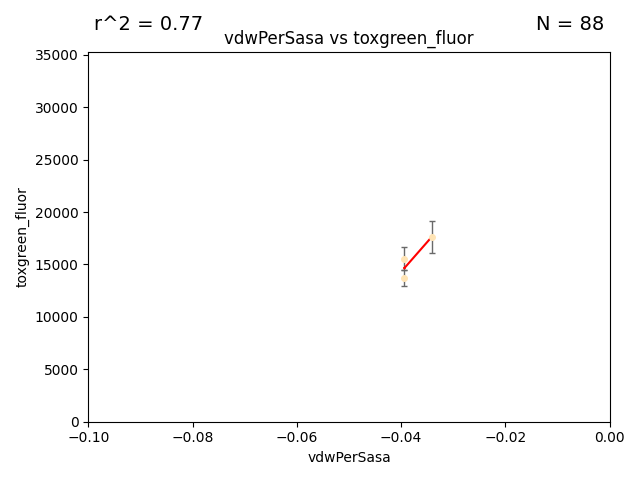 r^2 = 0.77
N = 88
vdwPerSasa vs toxgreen_fluor
35000
30000
25000
20000
15000
10000
5000
0
toxgreen_fluor
−0.10
−0.08
−0.06
−0.04
−0.02
0.00
vdwPerSasa